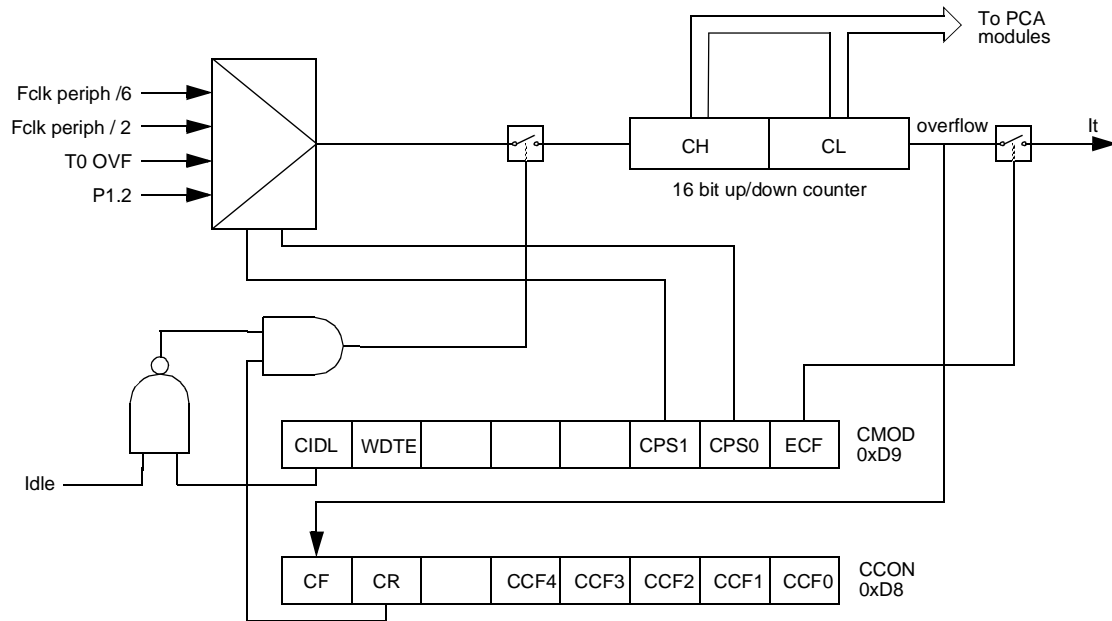 To PCA
modules
Fclk periph /6
Fclk periph / 2
T0 OVF
P1.2
CH
CL
overflow
It
16 bit up/down counter
CIDL
WDTE
CPS1
CPS0
ECF
CMOD
0xD9
Idle
CF
CR
CCF4
CCF3
CCF2
CCF1
CCF0
CCON
0xD8